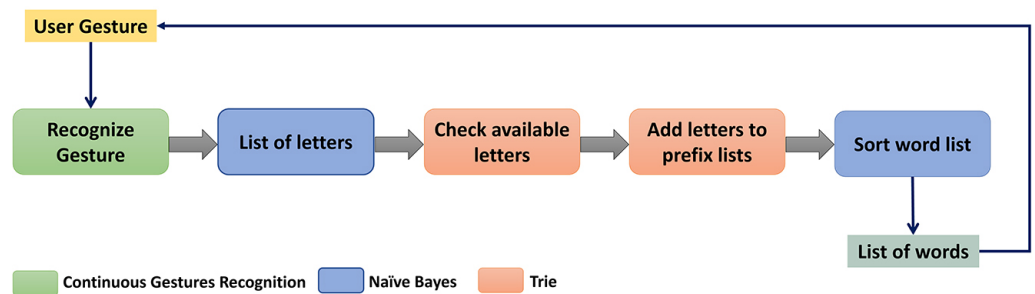 User Gesture
Recognize
Gesture
List of letters
Check available
letters
Add letters to
prefix lists
Sort word list
List of words
Continuous Gestures Recognition
Naïve Bayes
Trie